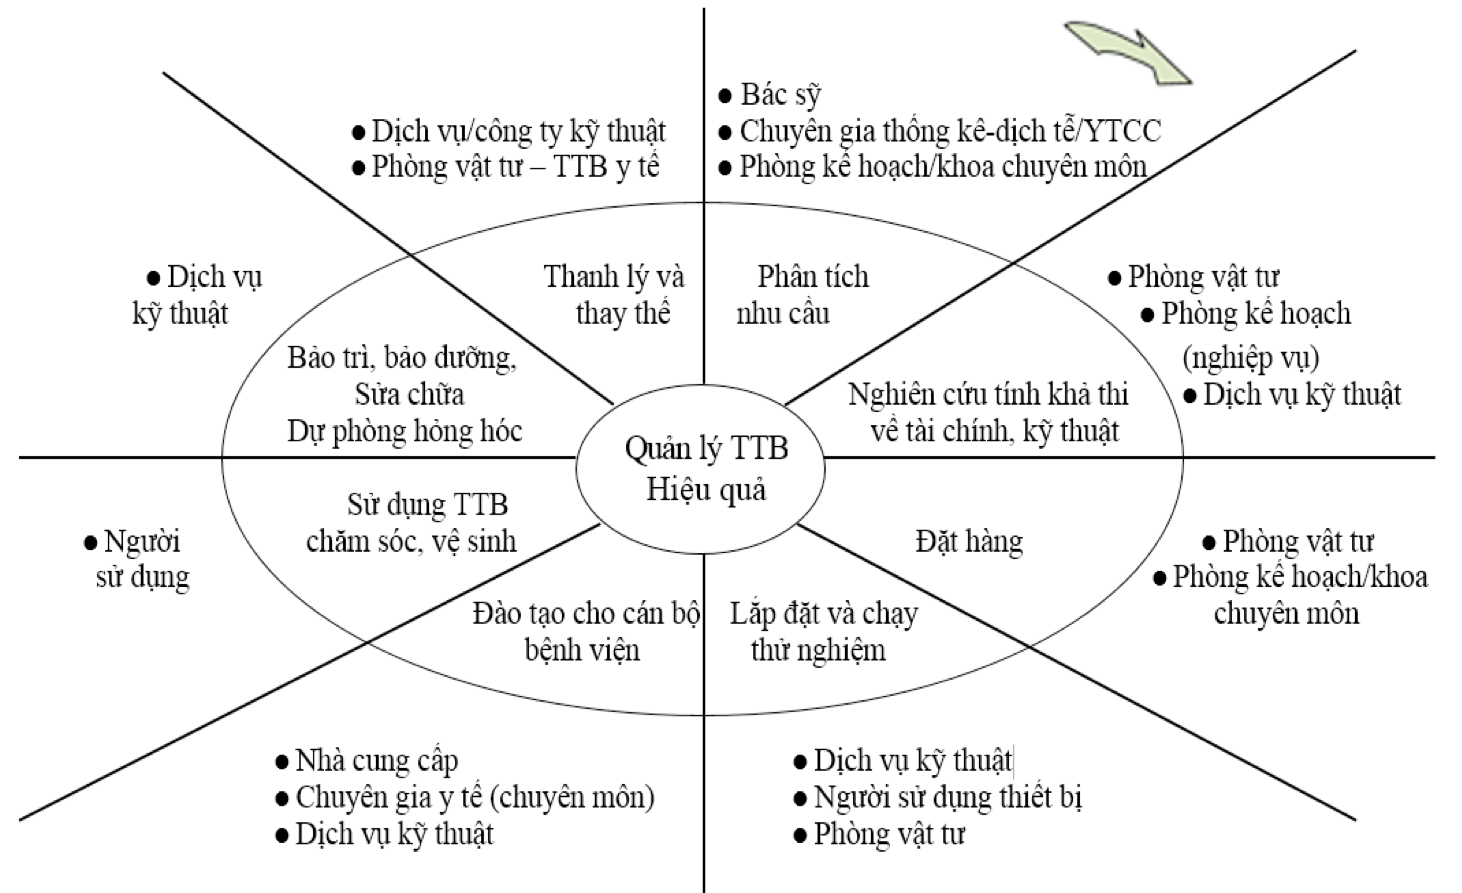 ● Bác sỹ
● Chuyên gia thống kê-dịch tễ/YTCC
● Phòng kế hoạch/khoa chuyên môn
Phân tích
nhu cầu
● Phòng vật tư
● Phòng kế hoạch
(nghiệp vụ)
● Dịch vụ kỹ thuật
Nghiên cứu tính khả thi
về tài chính, kỹ thuật
Đặt hàng
● Phòng vật tư
● Phòng kế hoạch/khoa
chuyên môn
Lắp đặt và chạy
thử nghiệm
● Dịch vụ kỹ thuật
● Người sử dụng thiết bị
● Phòng vật tư
Đào tạo cho cán bộ
bệnh viện
● Nhà cung cấp
● Chuyên gia y tế (chuyên môn)
● Dịch vụ kỹ thuật
Sử dụng TTB
chăm sóc, vệ sinh
● Người
sử dụng
Bảo trì, bảo dưỡng,
Sửa chữa
Dự phòng hỏng hóc
● Dịch vụ
kỹ thuật
Thanh lý và
thay thế
● Dịch vụ/công ty kỹ thuật
● Phòng vật tư – TTB y tế
Quản lý TTB
Hiệu quả